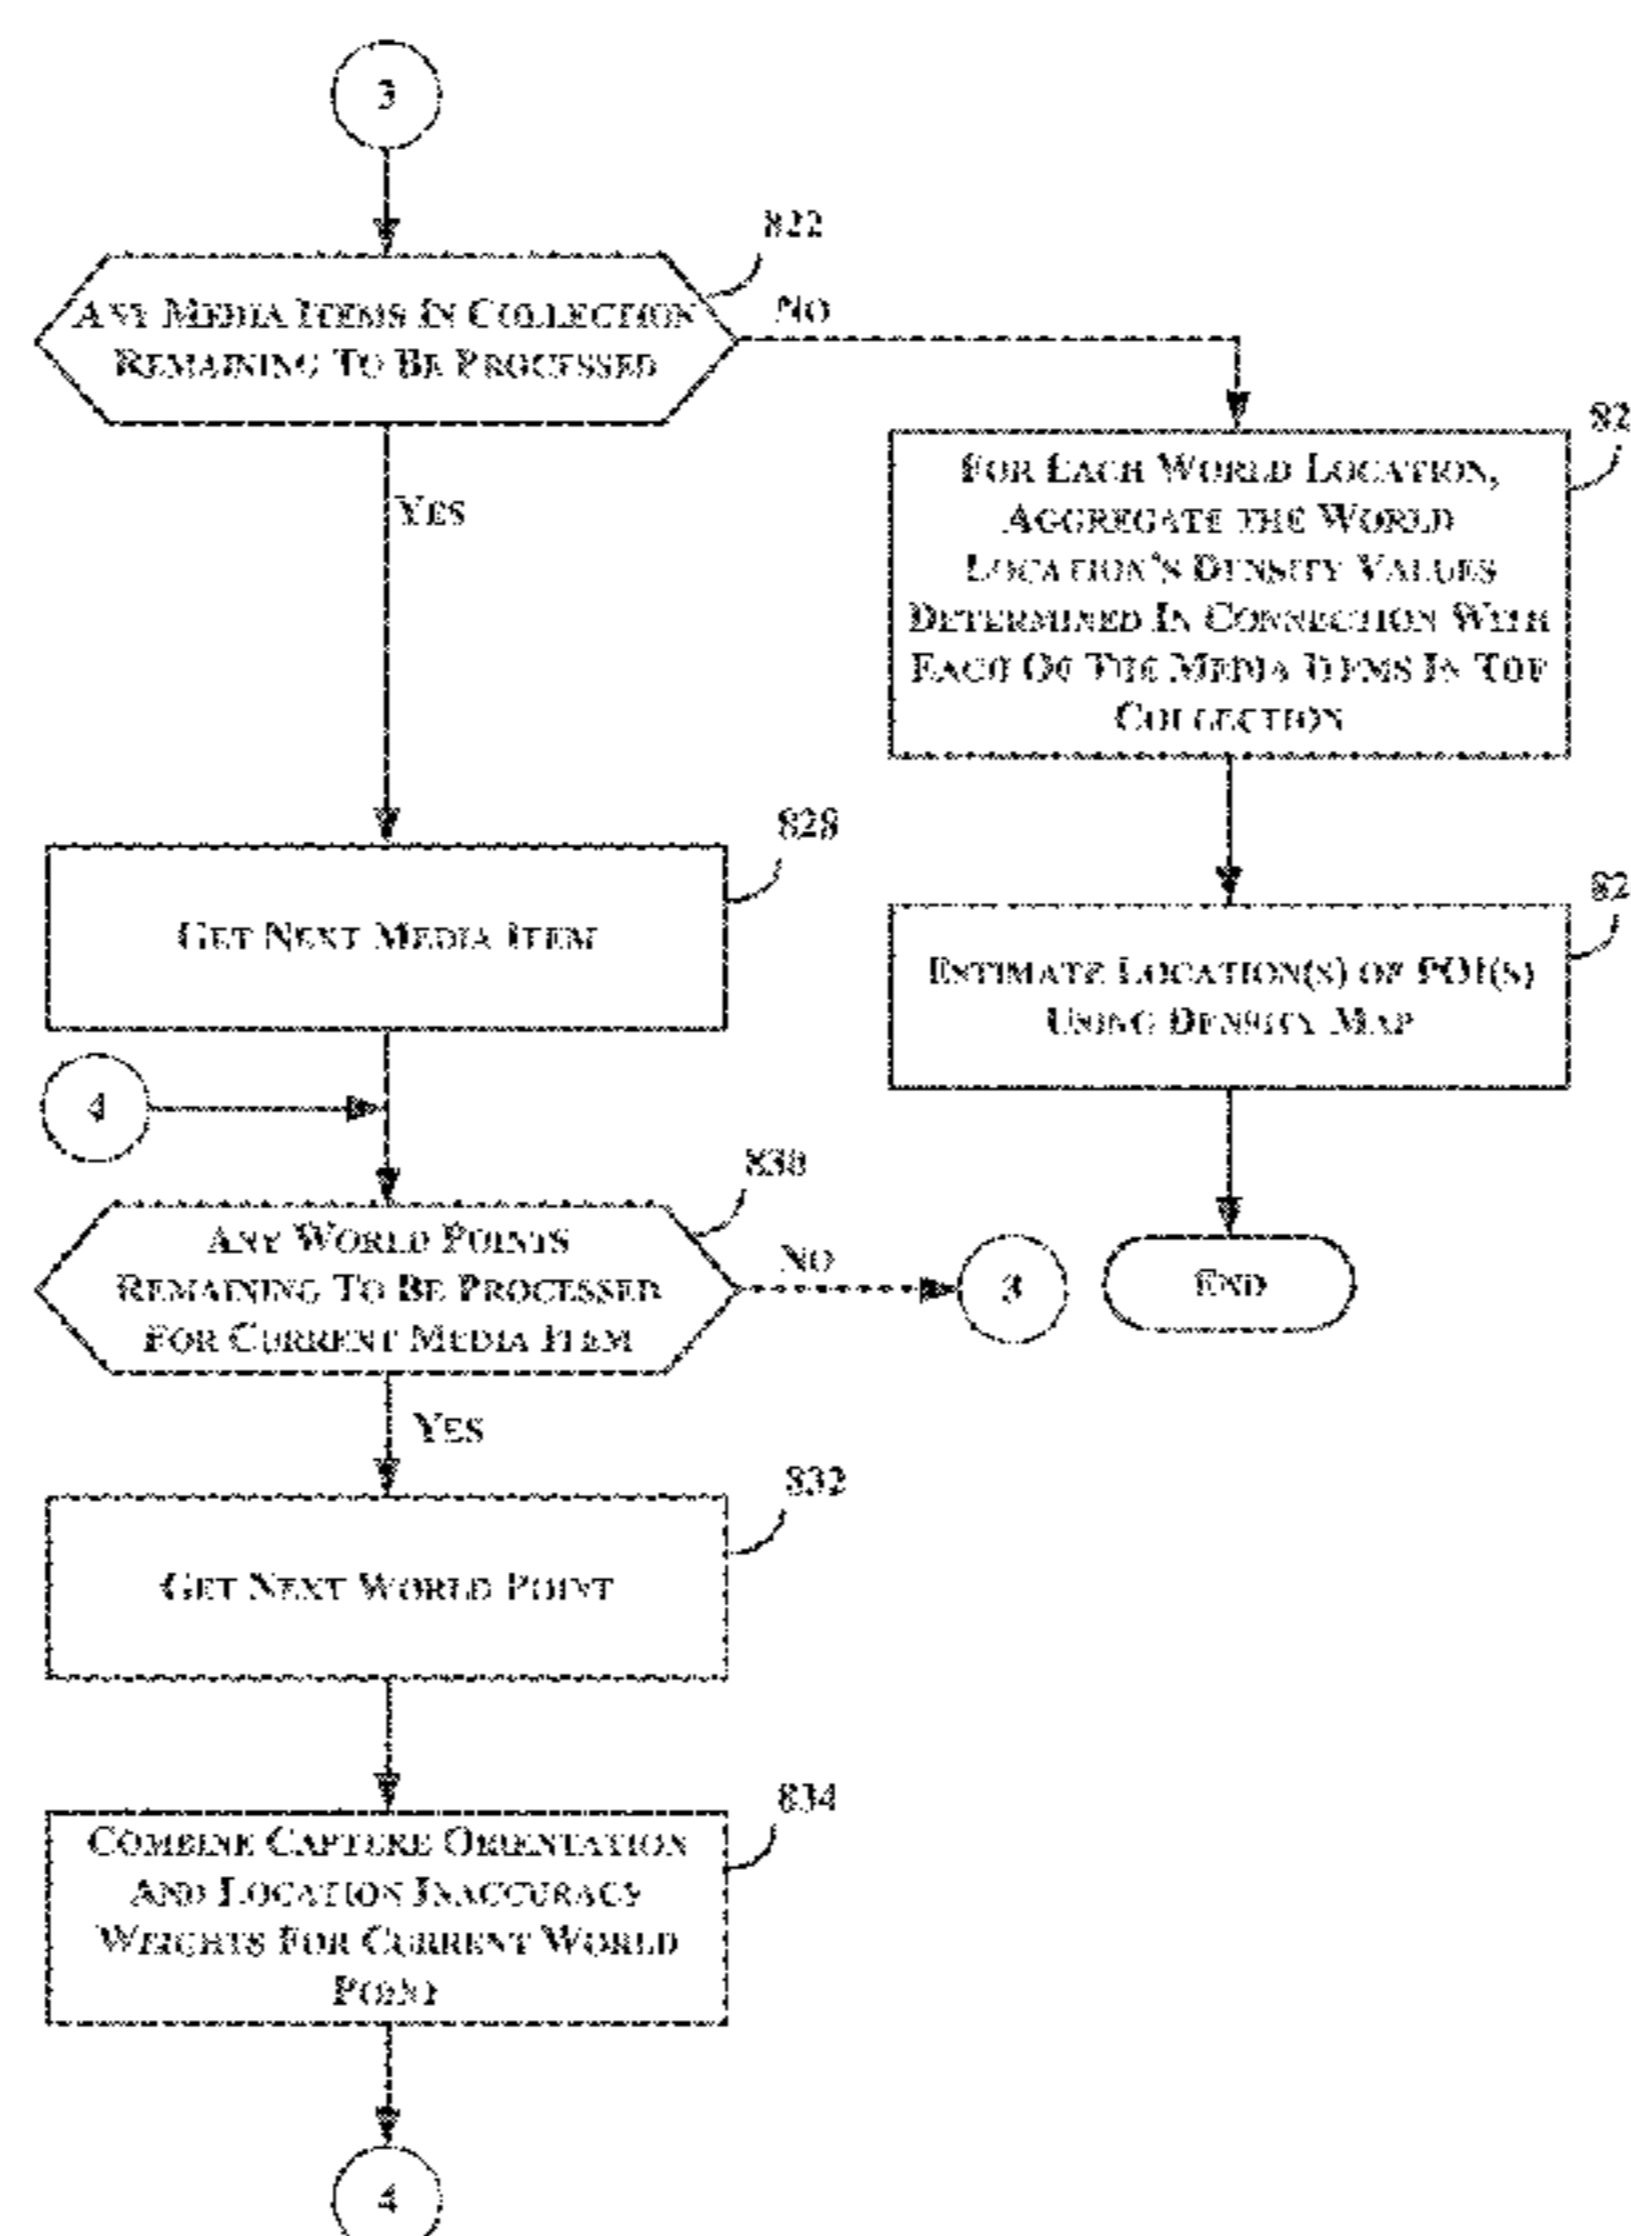 3
822
ANY MEDIA ITEMS IN COLLECTION
REMAINING TO BE PROCESSED
NO
YES
82
FOR EACH WORLD LOCATION,
AGGREGATE THE WORLD
LOCATION'S DENSITY VALUES
DETERMINED IN CONNECTION WITH
EACH OF THE MEDIA ITEMS IN THE
COLLECTION
828
GET NEXT MEDIA ITEM
82
ESTIMATE LOCATION(S) OF POI(S)
USING DENSITY MAP
4
830
ANY WORLD POINTS
REMAINING TO BE PROCESSED
FOR CURRENT MEDIA ITEM
NO
3
END
YES
832
GET NEXT WORLD POINT
834
COMBINE CAPTURE ORIENTATION
AND LOCATION INACCURACY
WEIGHTS FOR CURRENT WORLD
POINT
4